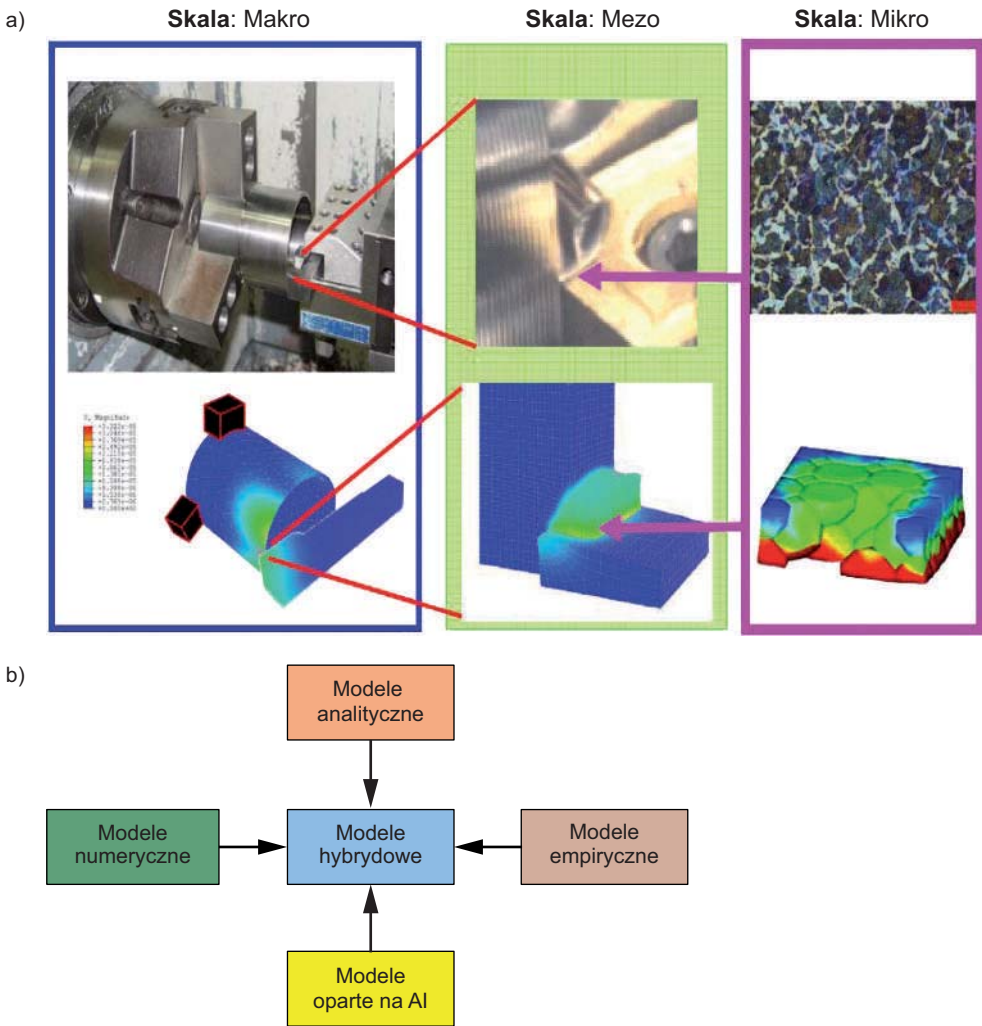 a)
Skala: Makro
Skala: Mezo
Skala: Mikro
b)
Modele
analityczne
Modele
numeryczne
Modele
hybrydowe
Modele
empiryczne
Modele
oparte na AI